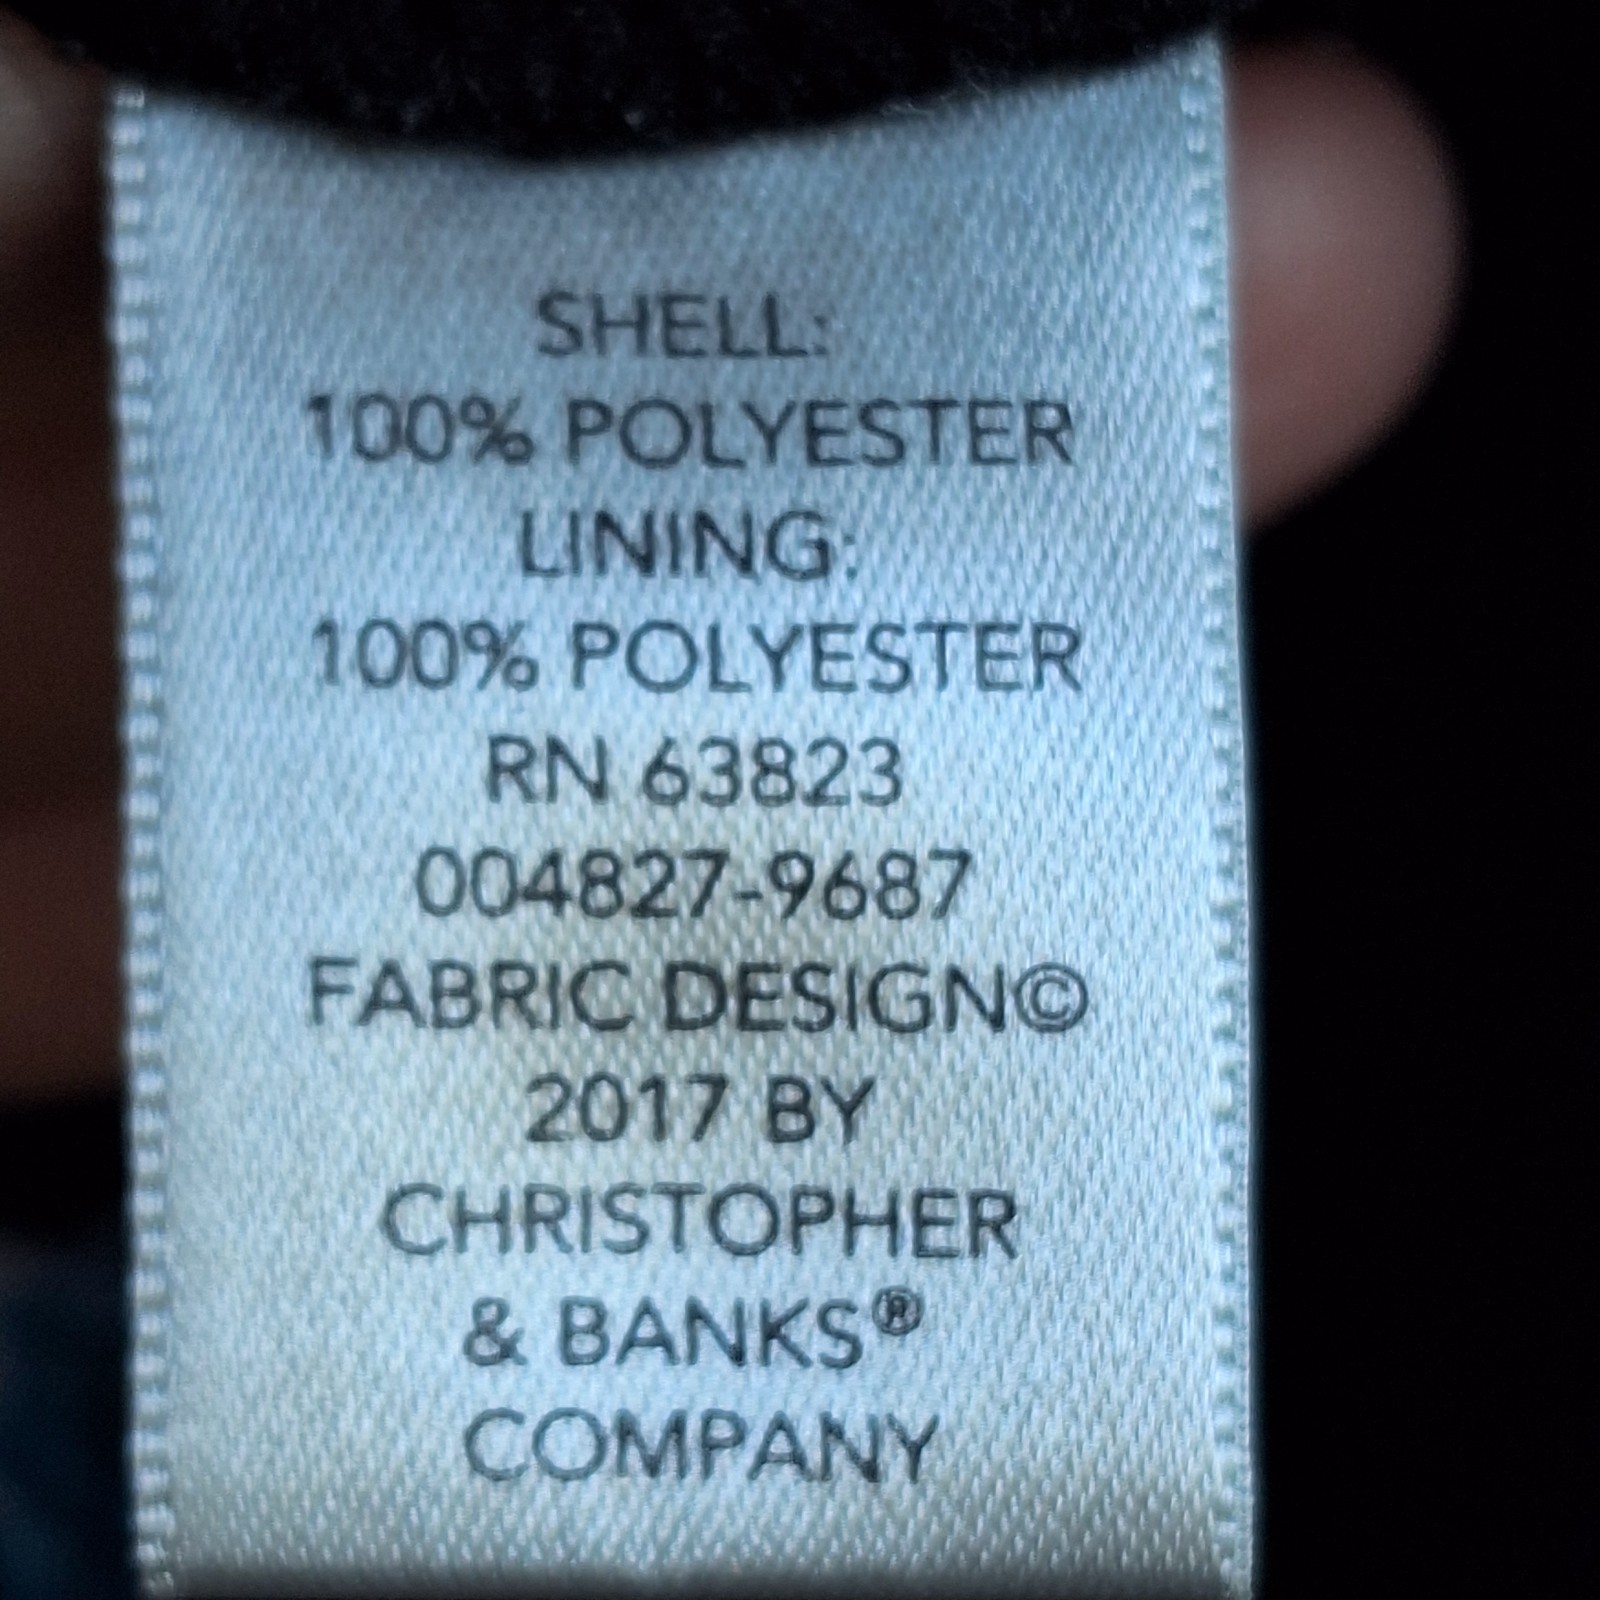 SHELL:
100% POLYESTER
LINING:
100% POLYESTER
RN 63823
004827-9687
FABRIC DESIGN©
2017 BY
CHRISTOPHER
& BANKS®
COMPANY